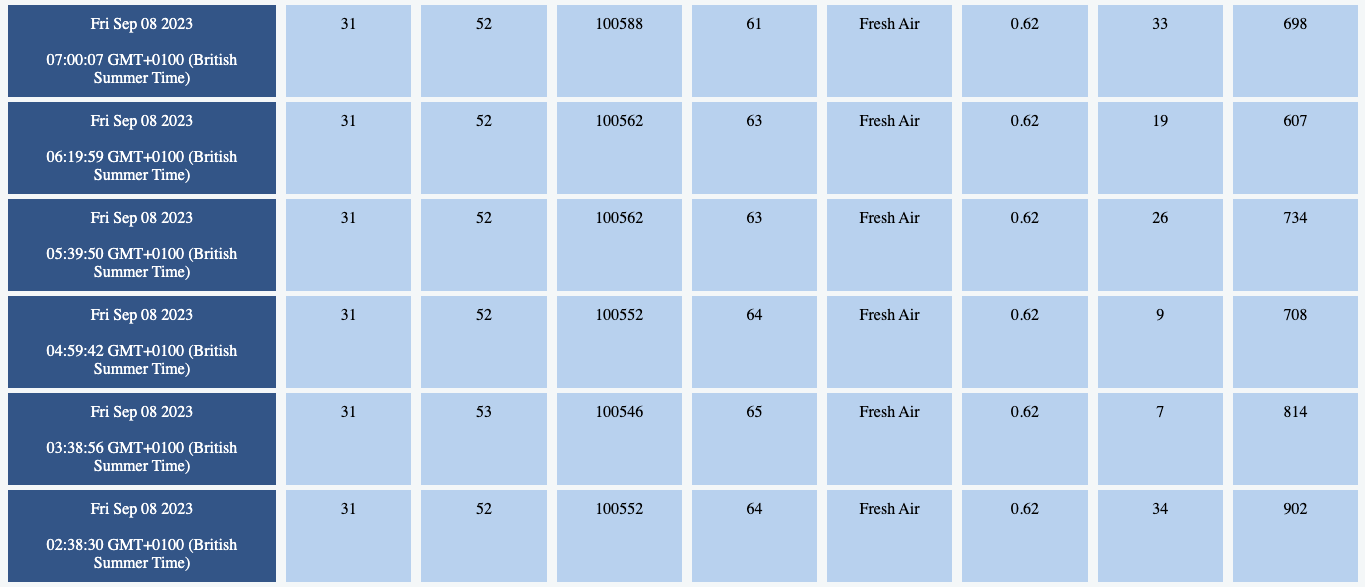 Fri Sep 08 2023 31 52 100588 61 Fresh Air 0.62 33 698
07:00:07 GMT+0100 (British
Summer Time)
Fri Sep 08 2023 31 52 100562 63 Fresh Air 0.62 19 607
06:19:59 GMT+0100 (British
Summer Time)
Fri Sep 08 2023 31 52 100562 63 Fresh Air 0.62 26 734
05:39:50 GMT+0100 (British
Summer Time)
Fri Sep 08 2023 31 52 100552 64 Fresh Air 0.62 9 708
04:59:42 GMT+0100 (British
Summer Time)
Fri Sep 08 2023 31 53 100546 65 Fresh Air 0.62 7 814
03:38:56 GMT+0100 (British
Summer Time)
Fri Sep 08 2023 31 52 100552 64 Fresh Air 0.62 34 902
02:38:30 GMT+0100 (British
Summer Time)